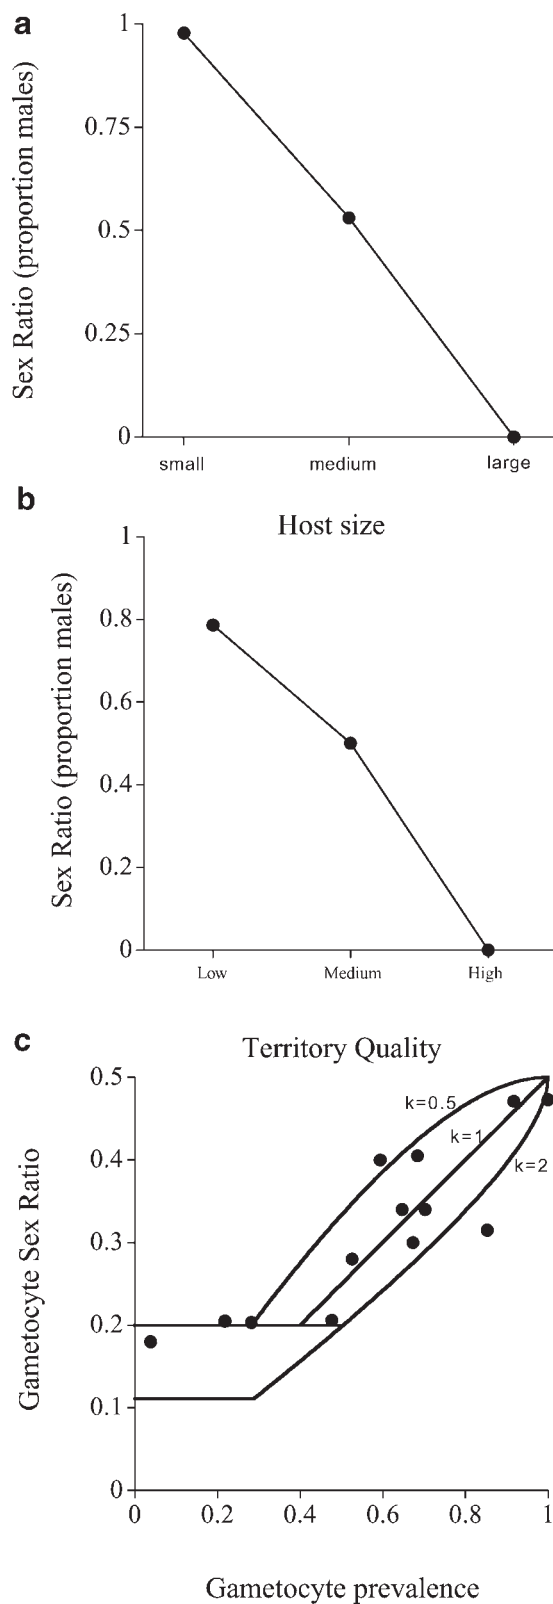 a
Sex Ratio (proportion males)
1
0.75
0.5
0.25
0
small medium large
Host size
b
Sex Ratio (proportion males)
1
0.8
0.6
0.4
0.2
0
Low Medium High
Territory Quality
c
Gametocyte Sex Ratio
0.5
0.4
0.3
0.2
0.1
0
k=0.5
k=1
k=2
0 0.2 0.4 0.6 0.8 1
Gametocyte prevalence